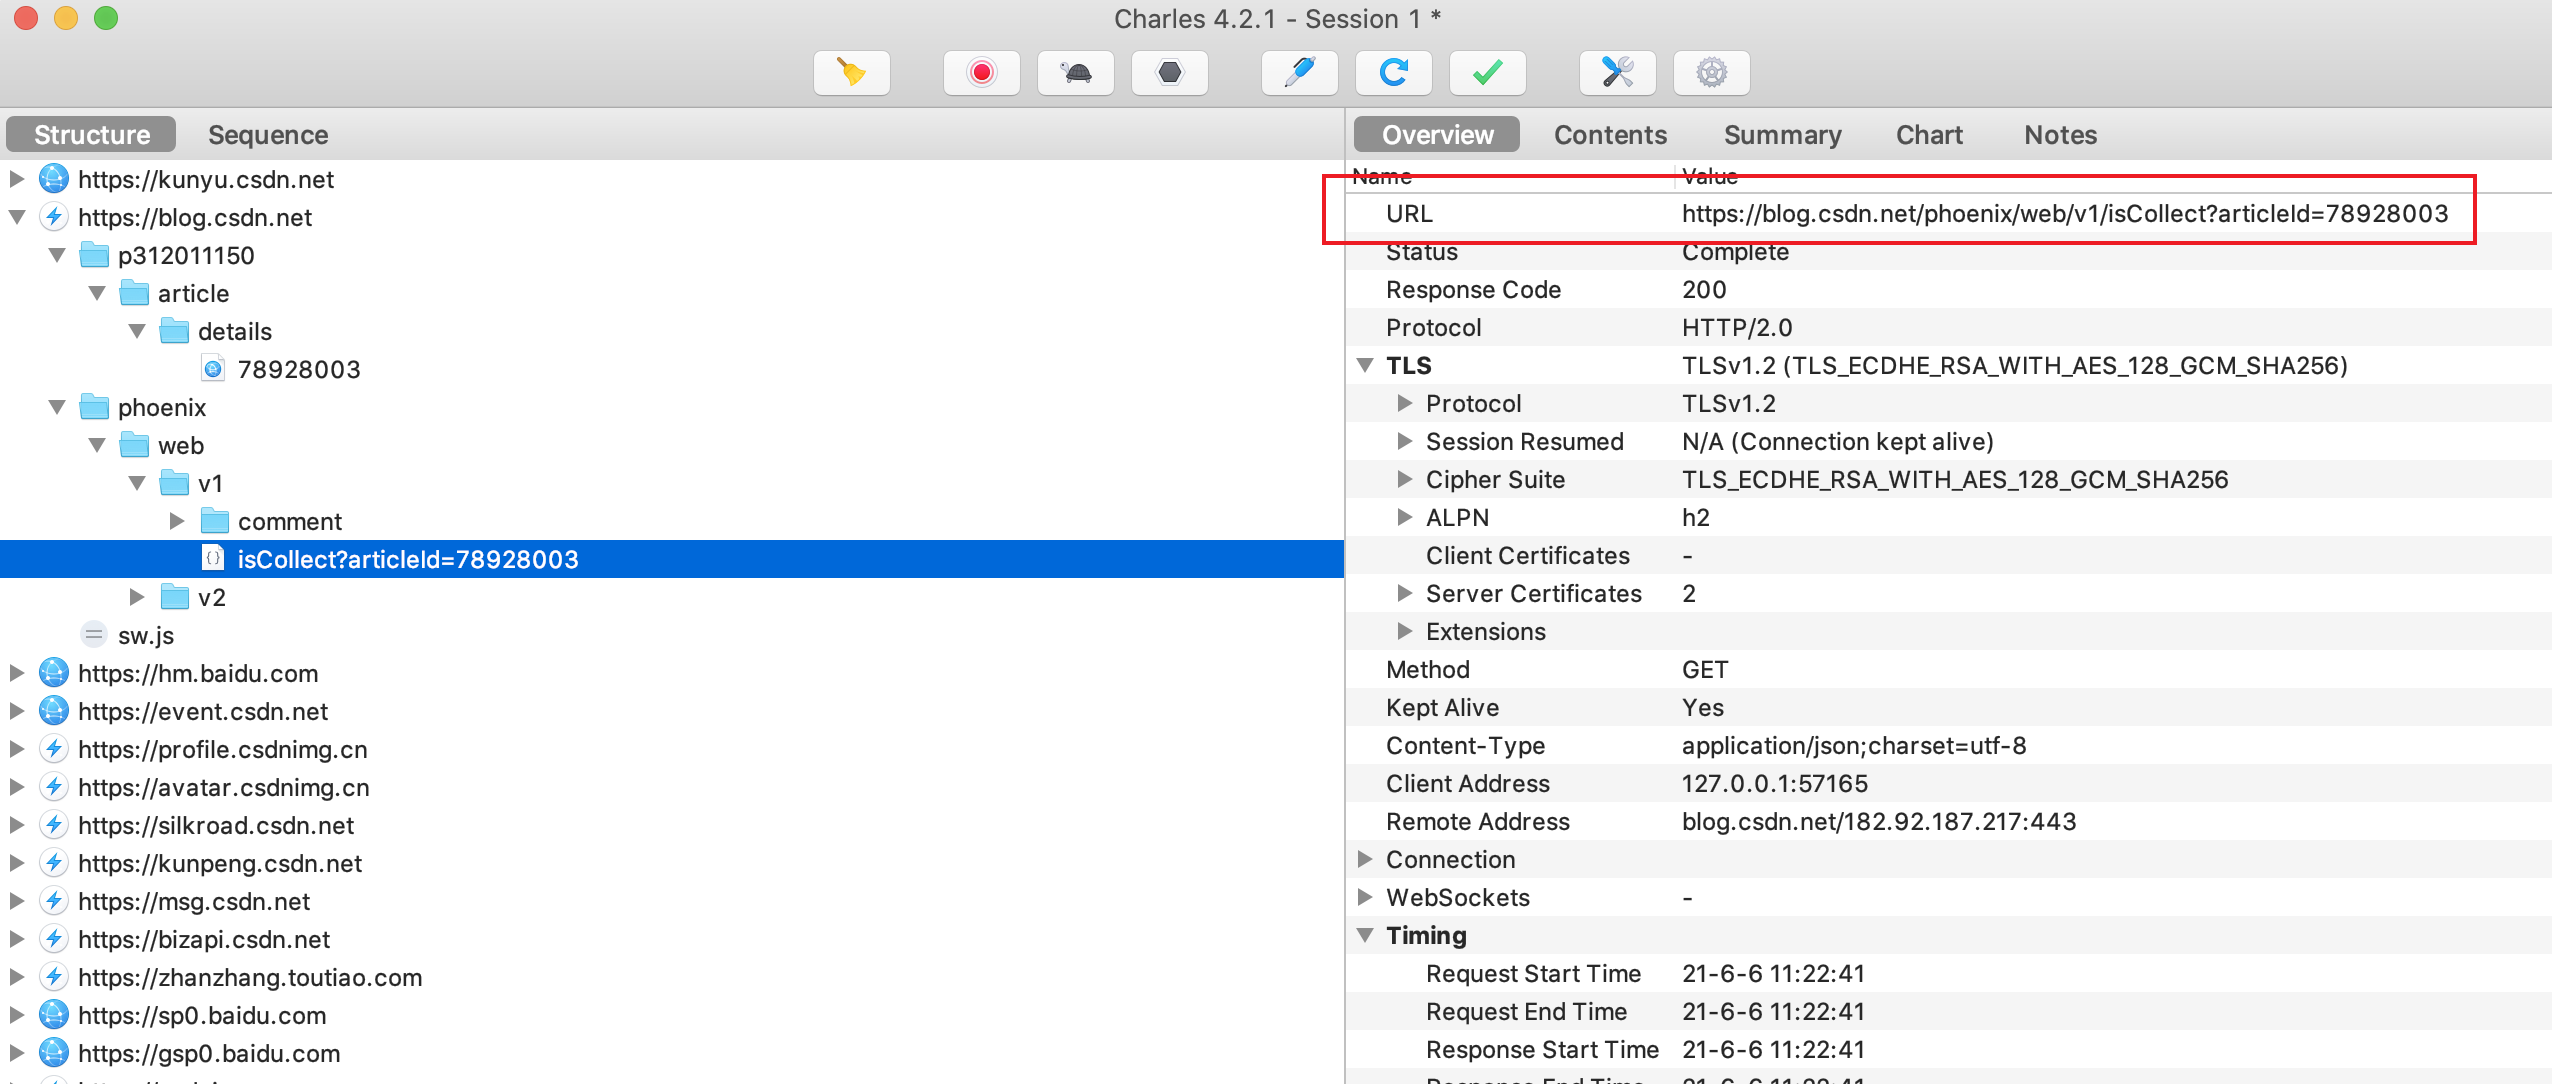 Charles 4.2.1 - Session 1 *
Structure Sequence
https://kunyu.csdn.net
https://blog.csdn.net
p312011150
article
details
78928003
phoenix
web
v1
comment
isCollect?articleId=78928003
v2
sw.js
https://hm.baidu.com
https://event.csdn.net
https://profile.csdnimg.cn
https://avatar.csdnimg.cn
https://silkroad.csdn.net
https://kunpeng.csdn.net
https://msg.csdn.net
https://bizapi.csdn.net
https://zhanzhang.toutiao.com
https://sp0.baidu.com
https://gsp0.baidu.com
Overview Contents Summary Chart Notes
Name Value
URL https://blog.csdn.net/phoenix/web/v1/isCollect?articleId=78928003
Status Complete
Response Code 200
Protocol HTTP/2.0
TLS TLSv1.2 (TLS_ECDHE_RSA_WITH_AES_128_GCM_SHA256)
Protocol TLSv1.2
Session Resumed N/A (Connection kept alive)
Cipher Suite TLS_ECDHE_RSA_WITH_AES_128_GCM_SHA256
ALPN h2
Client Certificates -
Server Certificates 2
Extensions
Method GET
Kept Alive Yes
Content-Type application/json;charset=utf-8
Client Address 127.0.0.1:57165
Remote Address blog.csdn.net/182.92.187.217:443
Connection
WebSockets -
Timing
Request Start Time 21-6-6 11:22:41
Request End Time 21-6-6 11:22:41
Response Start Time 21-6-6 11:22:41
Response End Time 21-6-6 11:22:41